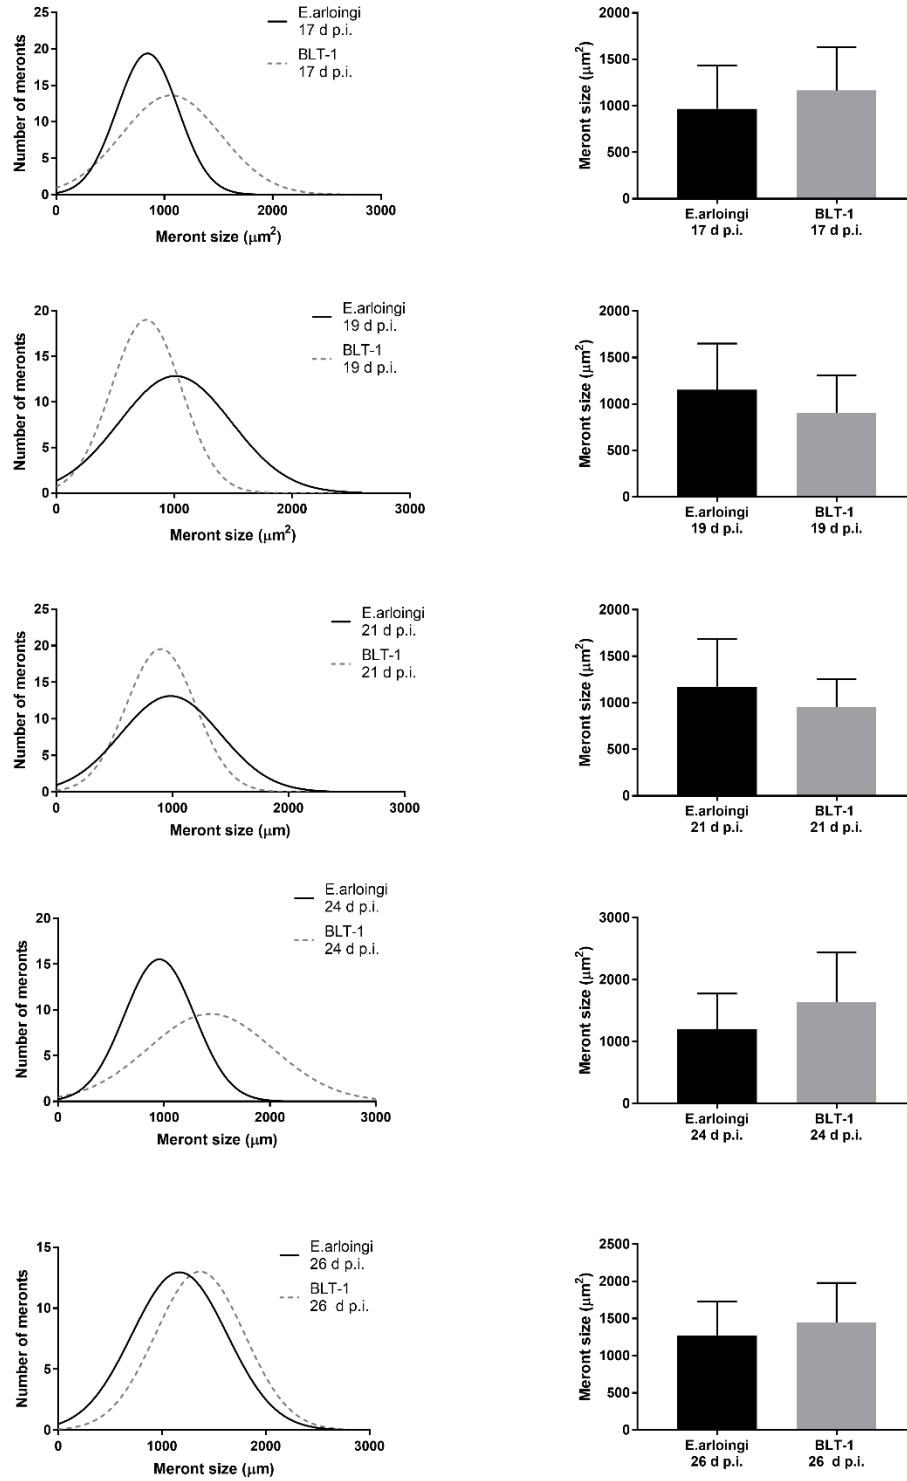 E.arloingi
17 d p.i.
BLT-1
17 d p.i.
Number of meronts
25
20
15
10
5
0
0 1000 2000 3000
Meront size (μm²)
Meront size (μm²)
2000
1500
1000
500
0
E.arloingi BLT-1
17 d p.i. 17 d p.i.
E.arloingi
19 d p.i.
BLT-1
19 d p.i.
Number of meronts
20
15
10
5
0
0 1000 2000 3000
Meront size (μm²)
Meront size (μm²)
2000
1500
1000
500
0
E.arloingi BLT-1
19 d p.i. 19 d p.i.
E.arloingi
21 d p.i.
BLT-1
21 d p.i.
Number of meronts
25
20
15
10
5
0
0 1000 2000 3000
Meront size (μm)
Meront size (μm²)
2000
1500
1000
500
0
E.arloingi BLT-1
21 d p.i. 21 d p.i.
E.arloingi
24 d p.i.
BLT-1
24 d p.i.
Number of meronts
20
15
10
5
0
0 1000 2000 3000
Meront size (μm)
Meront size (μm²)
3000
2000
1000
0
E.arloingi BLT-1
24 d p.i. 24 d p.i.
E.arloingi
26 d p.i.
BLT-1
26 d p.i.
Number of meronts
15
10
5
0
0 1000 2000 3000
Meront size (μm)
Meront size (μm²)
2500
2000
1500
1000
500
0
E.arloingi BLT-1
26 d p.i. 26 d p.i.